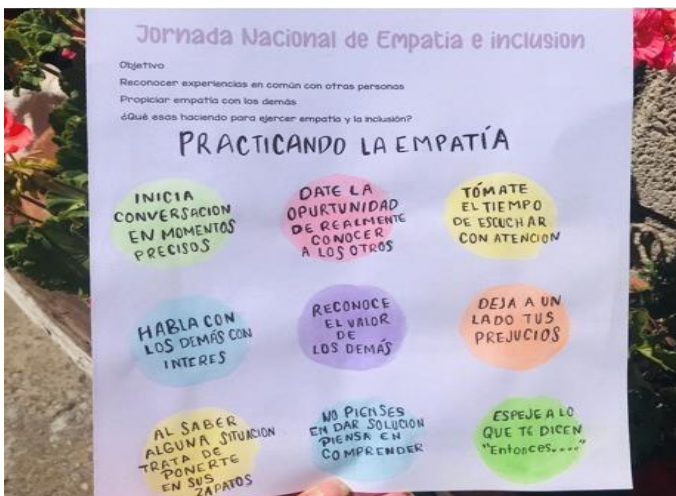 Jornada Nacional de Empatia e inclusion
Objetivo
Reconocer experiencias en común con otras personas
Propiciar empatía con los demás
¿Qué esas haciendo para ejercer empatía y la inclusión?
PRACTICANDO LA EMPATÍA
INICIA
CONVERSACION
EN MOMENTOS
PRECISOS
DATE LA
OPURTUNIDAD
DE REALMENTE
CONOCER
A LOS OTROS
TÓMATE
EL TIEMPO
DE ESCUCHAR
CON ATENCION
HABLA CON
LOS DEMÁS CON
INTERES
RECONOCE
EL VALOR
DE
LOS DEMÁS
DEJA A UN
LADO TUS
PREJUCIOS
AL SABER
ALGUNA SITUACION
TRATA DE
PONERTE
EN SUS
ZAPATOS
NO PIENSES
EN DAR SOLUCION
PIENSA EN
COMPRENDER
ESPEJE A LO
QUE TE DICEN
"Entonces...."